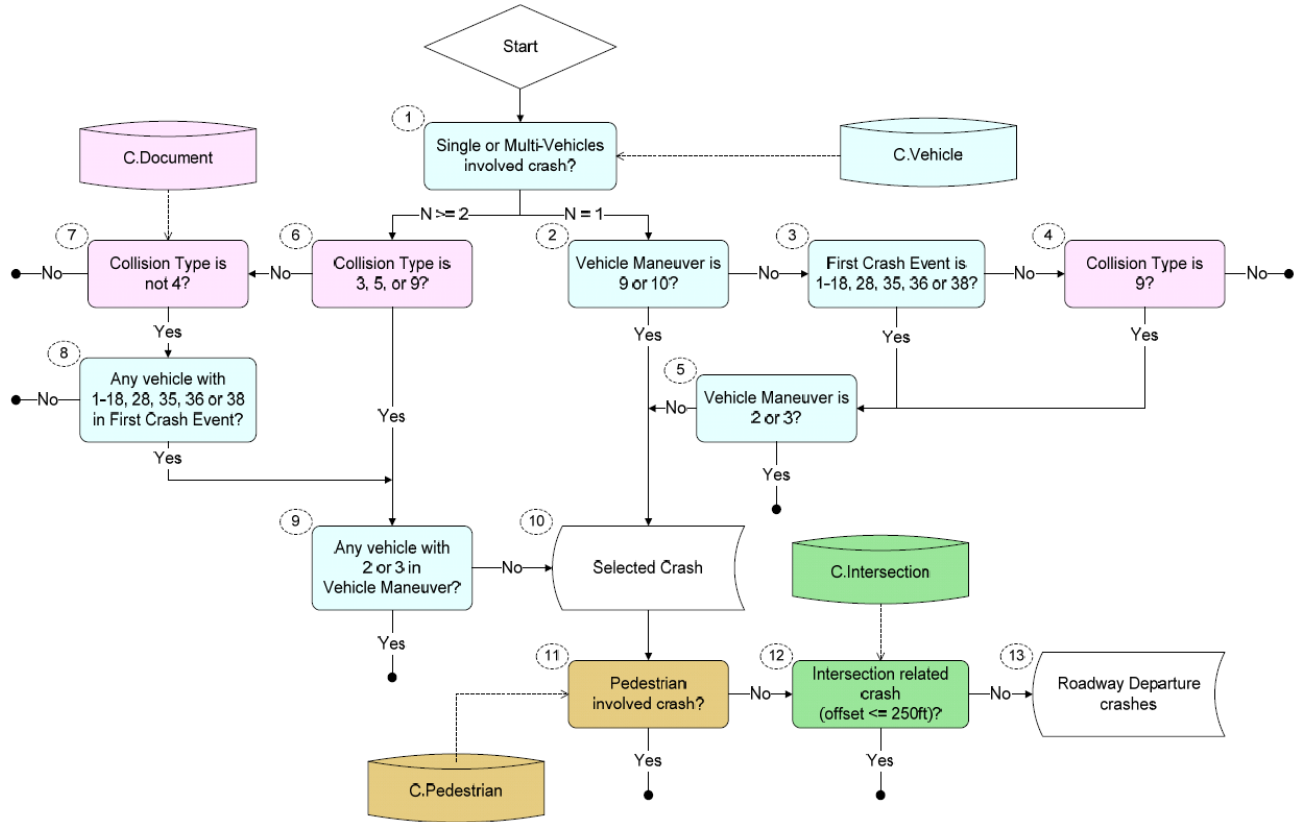 Start
1
Single or Multi-Vehicles
involved crash?
C.Document
C.Vehicle
N >= 2
N = 1
7
6
2
3
4
Collision Type is
not 4?
No
Collision Type is
3, 5, or 9?
No
Vehicle Maneuver is
9 or 10?
No
First Crash Event is
1-18, 28, 35, 36 or 38?
No
Collision Type is
9?
No
Yes
Yes
Yes
Yes
Yes
8
Any vehicle with
1-18, 28, 35, 36 or 38
in First Crash Event?
No
Yes
5
Vehicle Maneuver is
2 or 3?
No
Yes
9
Any vehicle with
2 or 3 in
Vehicle Maneuver?
No
Yes
10
Selected Crash
C.Intersection
11
Pedestrian
involved crash?
No
Yes
12
Intersection related
crash
(offset <= 250ft)?
No
Yes
13
Roadway Departure
crashes
C.Pedestrian